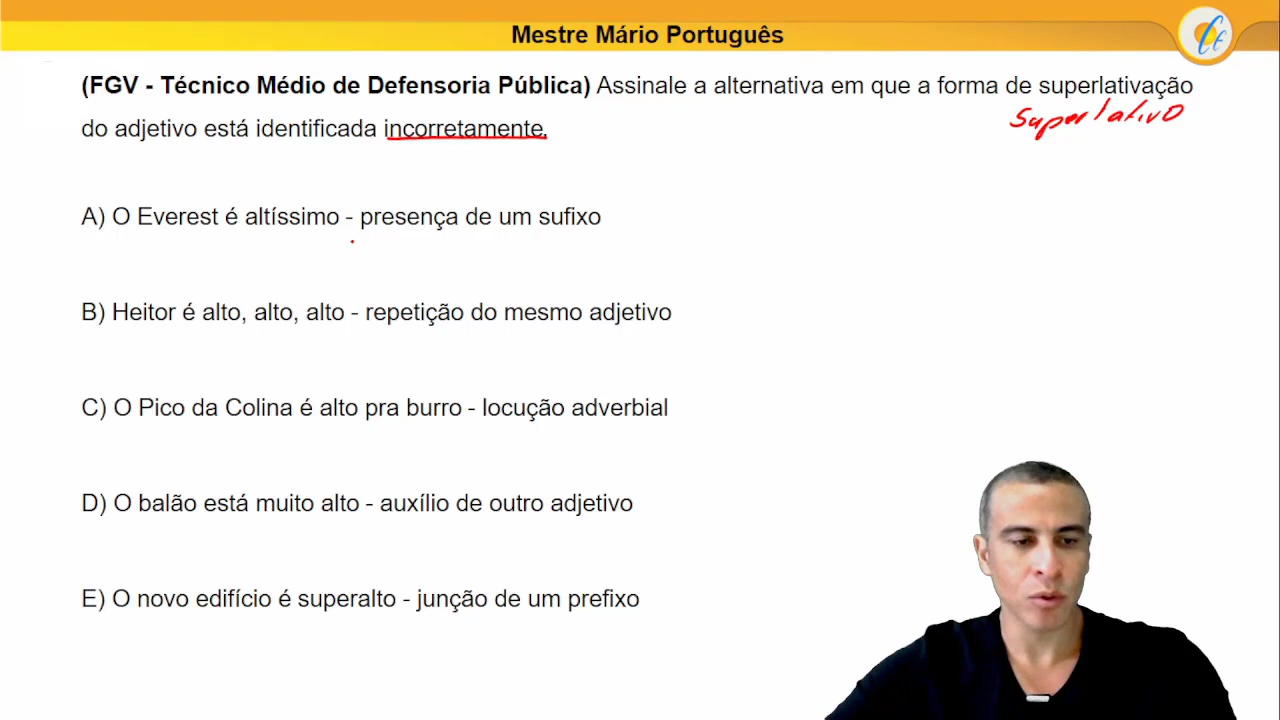 Mestre Mário Português
(FGV - Técnico Médio de Defensoria Pública) Assinale a alternativa em que a forma de superlativação
superlativo
do adjetivo está identificada incorretamente.
A) O Everest é altíssimo - presença de um sufixo
B) Heitor é alto, alto, alto - repetição do mesmo adjetivo
C) O Pico da Colina é alto pra burro - locução adverbial
D) O balão está muito alto - auxílio de outro adjetivo
E) O novo edifício é superalto - junção de um prefixo